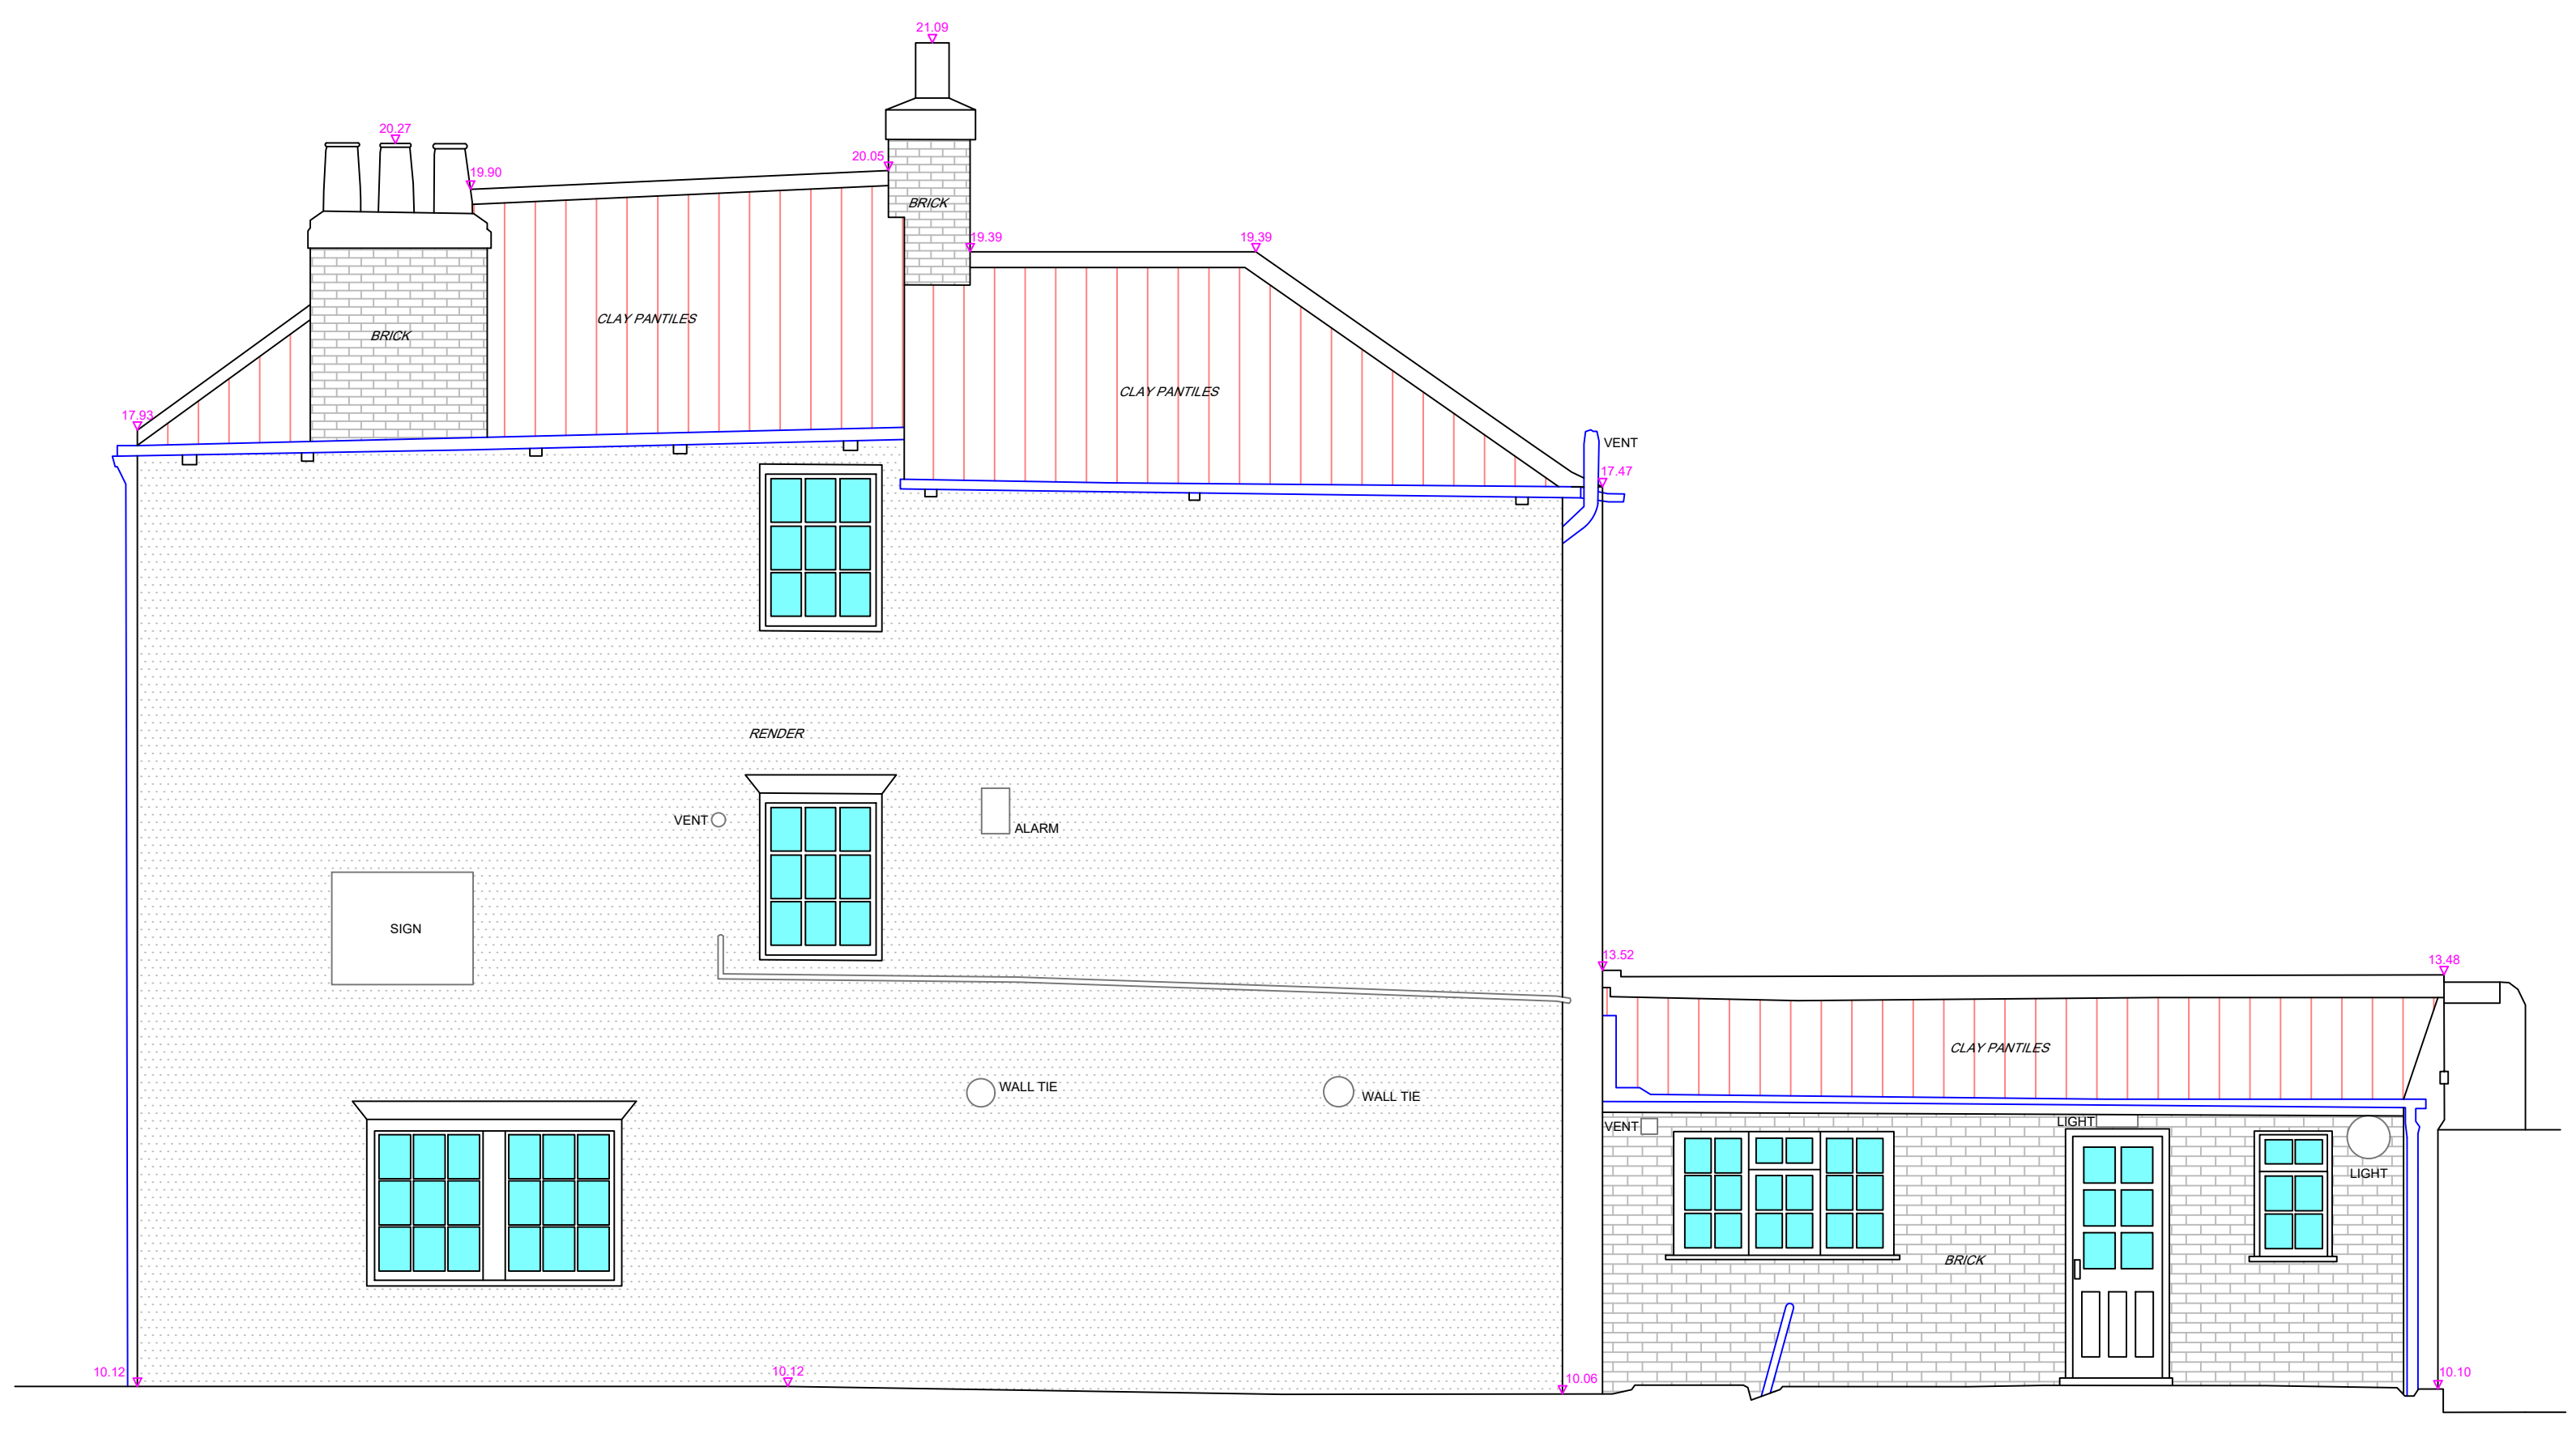 21.09
20.27
20.05
19.90
BRICK
19.39
19.39
CLAY PANTILES
BRICK
CLAY PANTILES
17.93
VENT
17.47
RENDER
VENT
ALARM
SIGN
13.52
13.48
CLAY PANTILES
WALL TIE
WALL TIE
VENT
LIGHT
LIGHT
BRICK
10.12
10.12
10.06
10.10